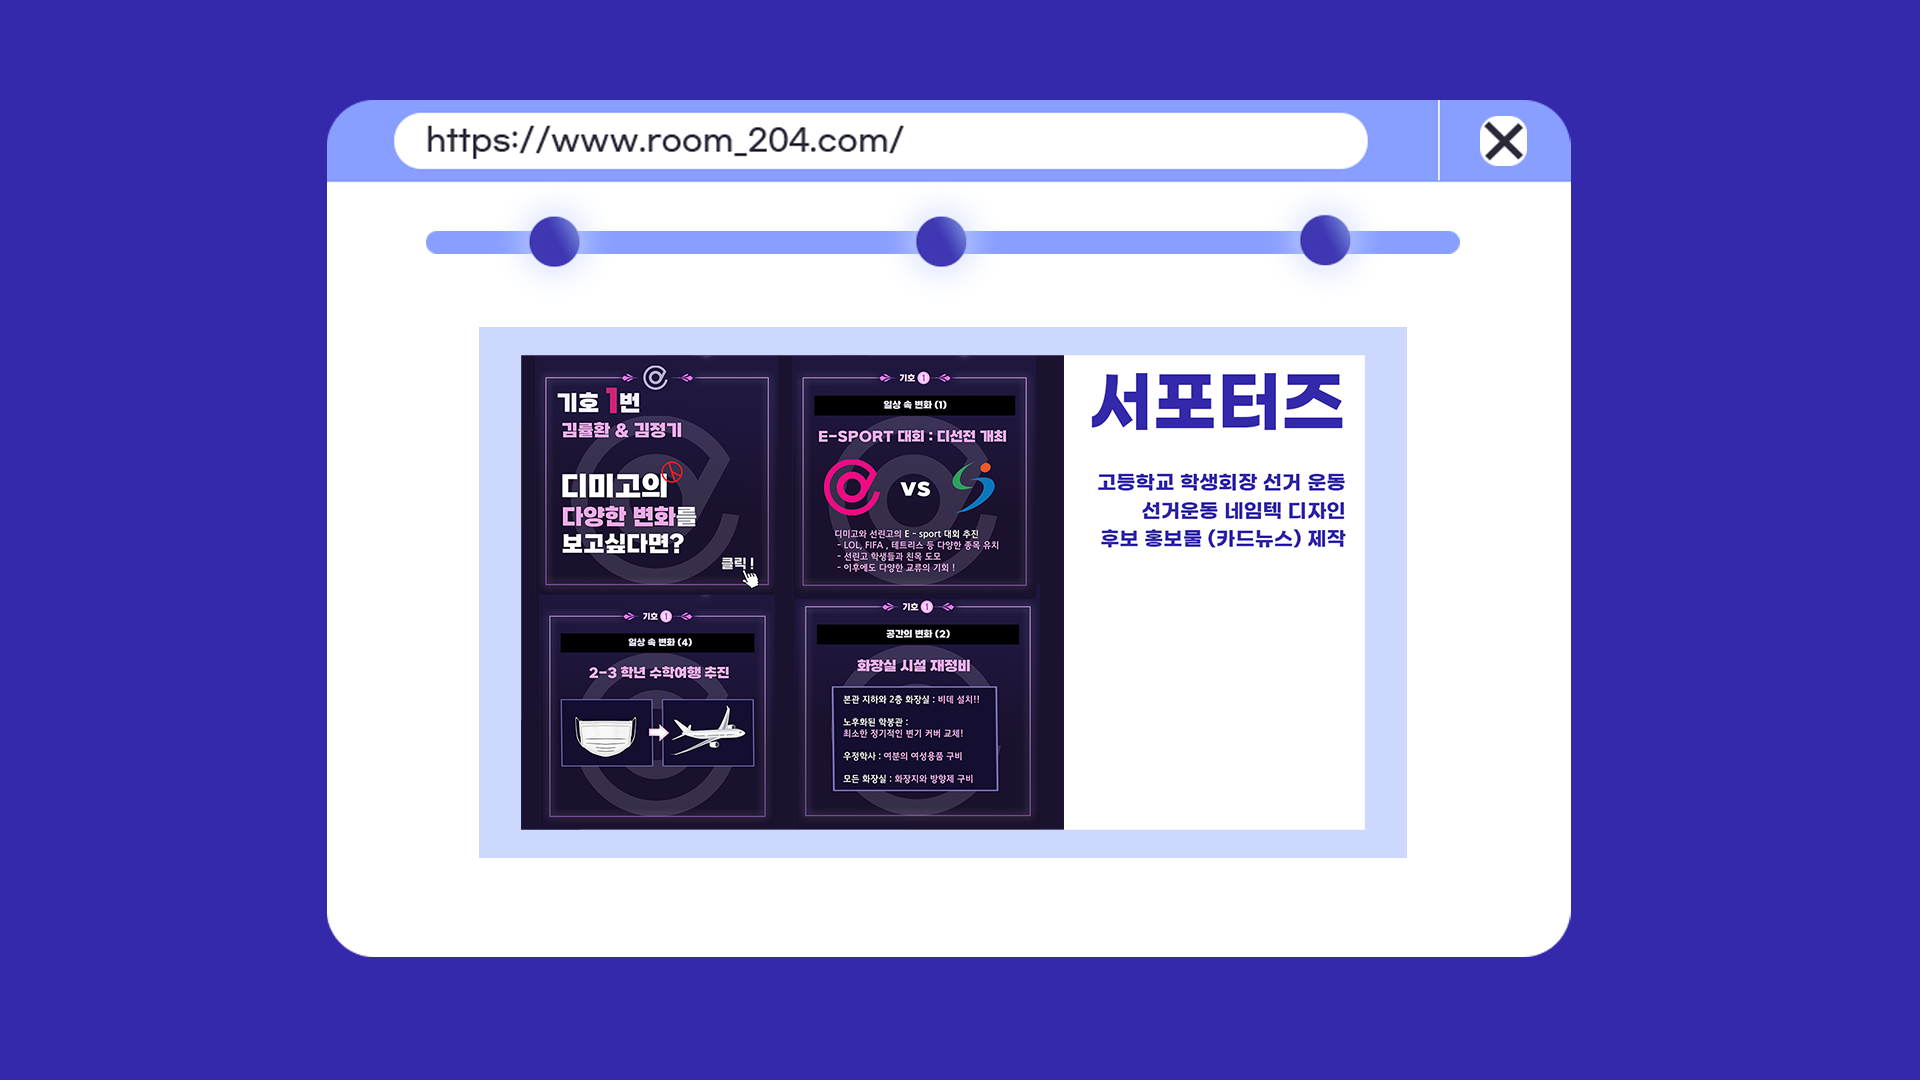 https://www.room_204.com/
기호 1번
김률환 & 김정기
디미고의
다양한 변화를
보고싶다면?
클릭 !
기호 1
일상 속 변화 (1)
E-SPORT 대회 : 디선전 개최
vs
디미고와 선린고의 E - sport 대회 추진
- LOL, FIFA , 테트리스 등 다양한 종목 유치
- 선린고 학생들과 친목 도모
- 이후에도 다양한 교류의 기회 !
기호 1
일상 속 변화 (4)
2-3 학년 수학여행 추진
기호 1
공간의 변화 (2)
화장실 시설 재정비
본관 지하와 2층 화장실 : 비데 설치!!
노후화된 학봉관 :
최소한 정기적인 변기 커버 교체!
우정학사 : 여분의 여성용품 구비
모든 화장실 : 화장지와 방향제 구비
서포터즈
고등학교 학생회장 선거 운동
선거운동 네임텍 디자인
후보 홍보물 (카드뉴스) 제작